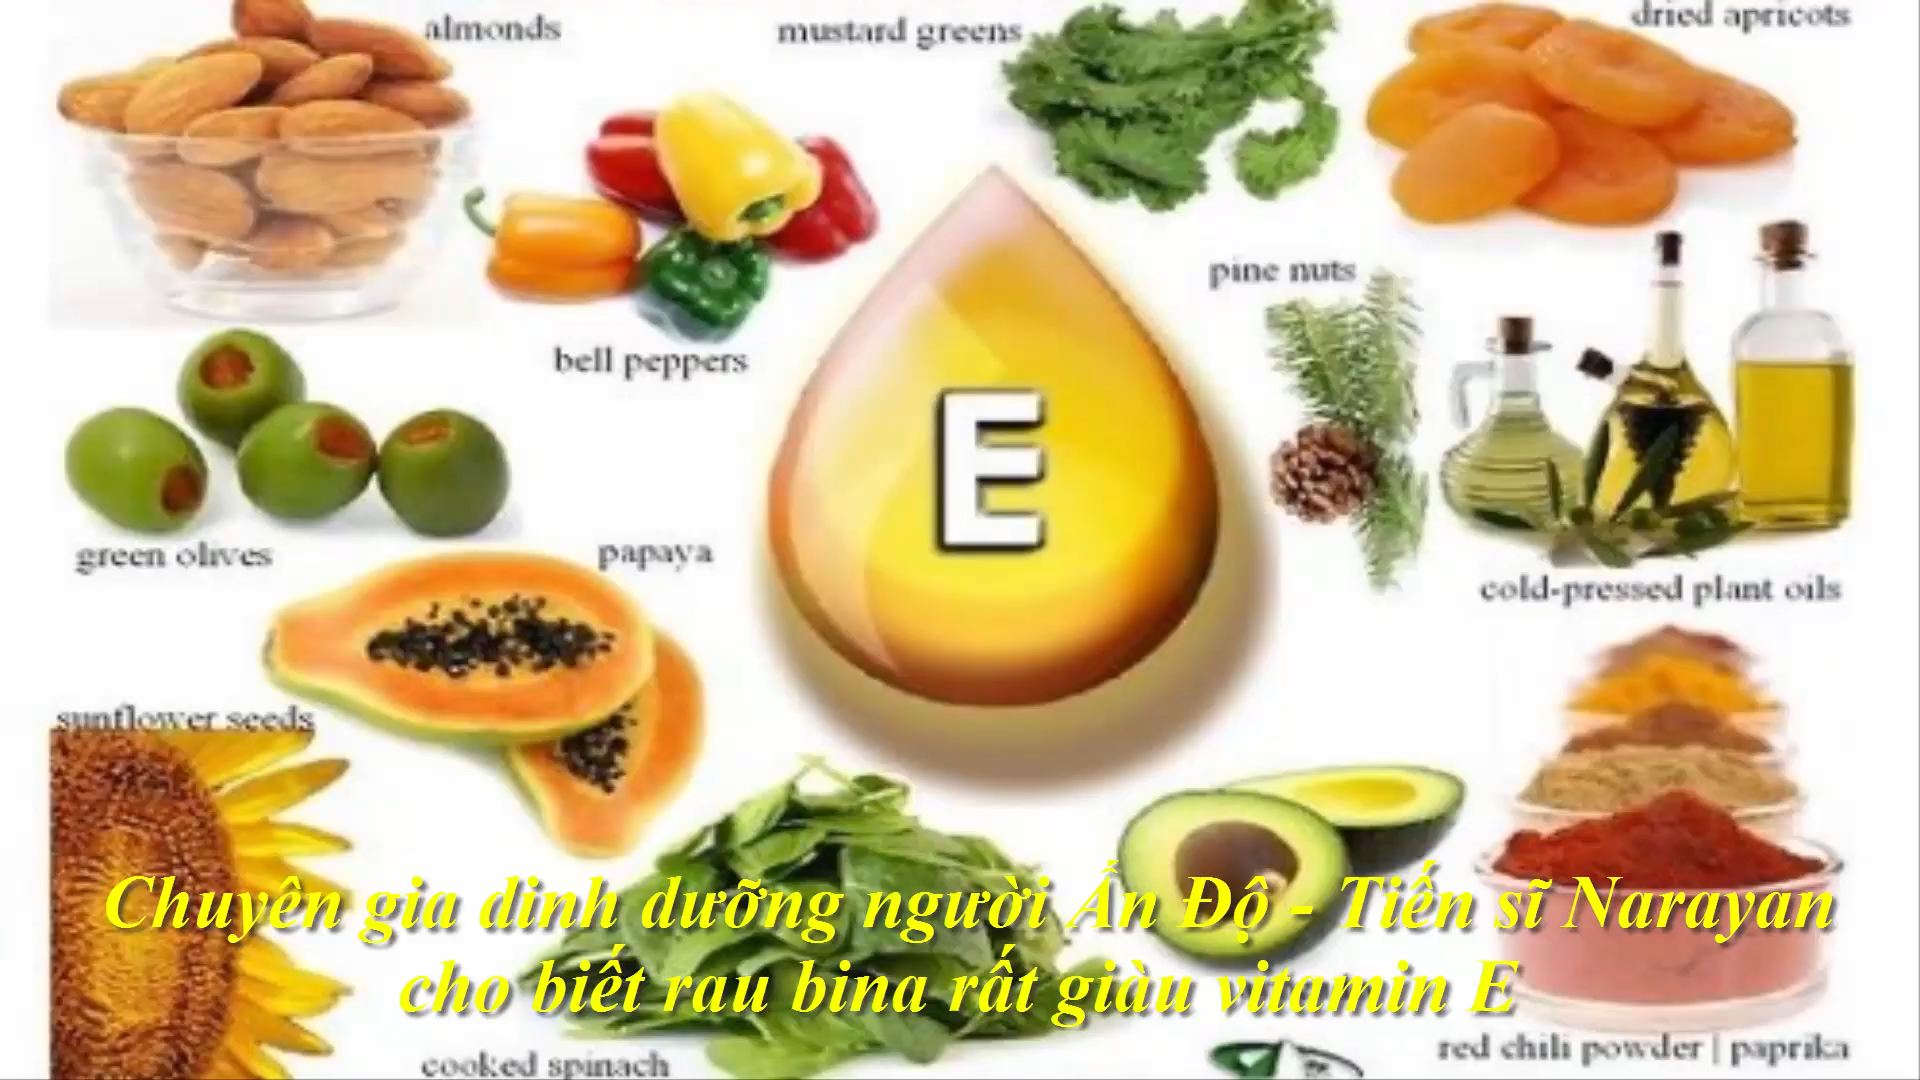 almonds
mustard greens
dried apricots
bell peppers
pine nuts
E
green olives
papaya
cold-pressed plant oils
sunflower seeds
Chuyên gia dinh dưỡng người Ấn Độ - Tiến sĩ Narayan
cho biết rau bina rất giàu vitamin E
cooked spinach
red chili powder | paprika